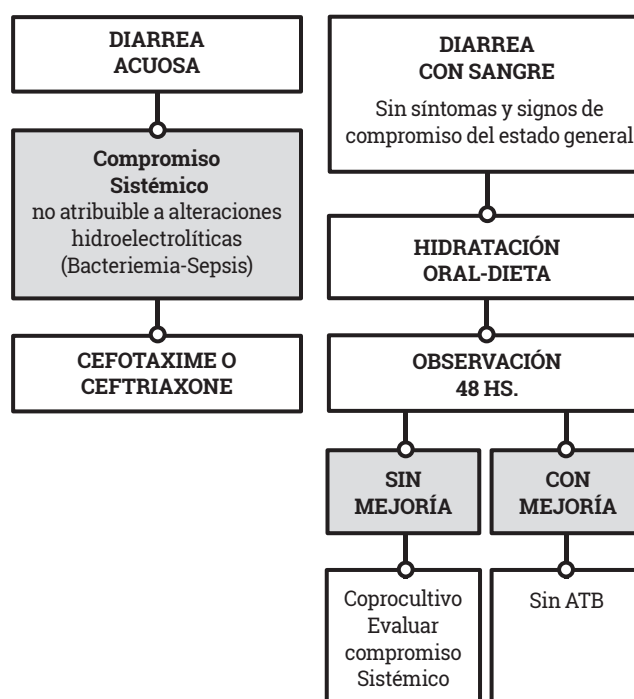 DIARREA
ACUOSA
Compromiso
Sistémico
no atribuible a alteraciones
hidroelectrolíticas
(Bacteriemia-Sepsis)
CEFOTAXIME O
CEFTRIAXONE
DIARREA
CON SANGRE
Sin síntomas y signos de
compromiso del estado general
HIDRATACIÓN
ORAL-DIETA
OBSERVACIÓN
48 HS.
SIN
MEJORÍA
Coprocultivo
Evaluar
compromiso
Sistémico
CON
MEJORÍA
Sin ATB